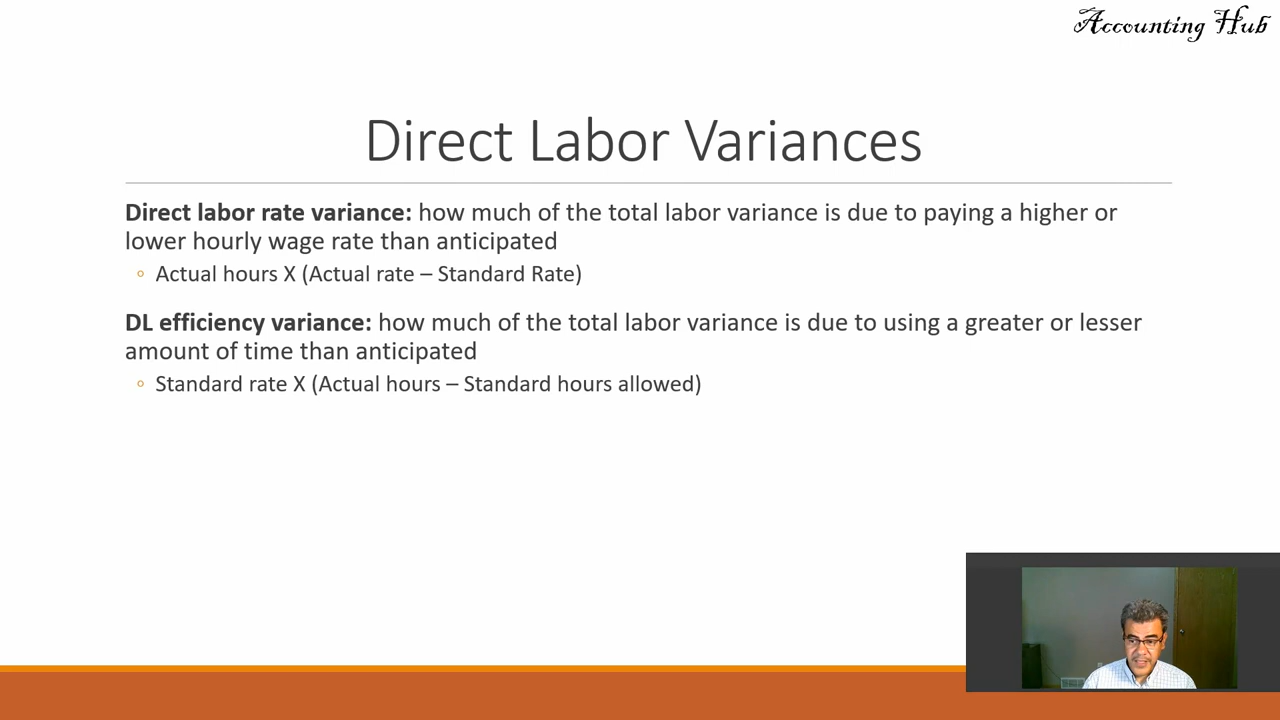 Accounting Hub
Direct Labor Variances
Direct labor rate variance: how much of the total labor variance is due to paying a higher or
lower hourly wage rate than anticipated
◦ Actual hours X (Actual rate – Standard Rate)
DL efficiency variance: how much of the total labor variance is due to using a greater or lesser
amount of time than anticipated
◦ Standard rate X (Actual hours – Standard hours allowed)